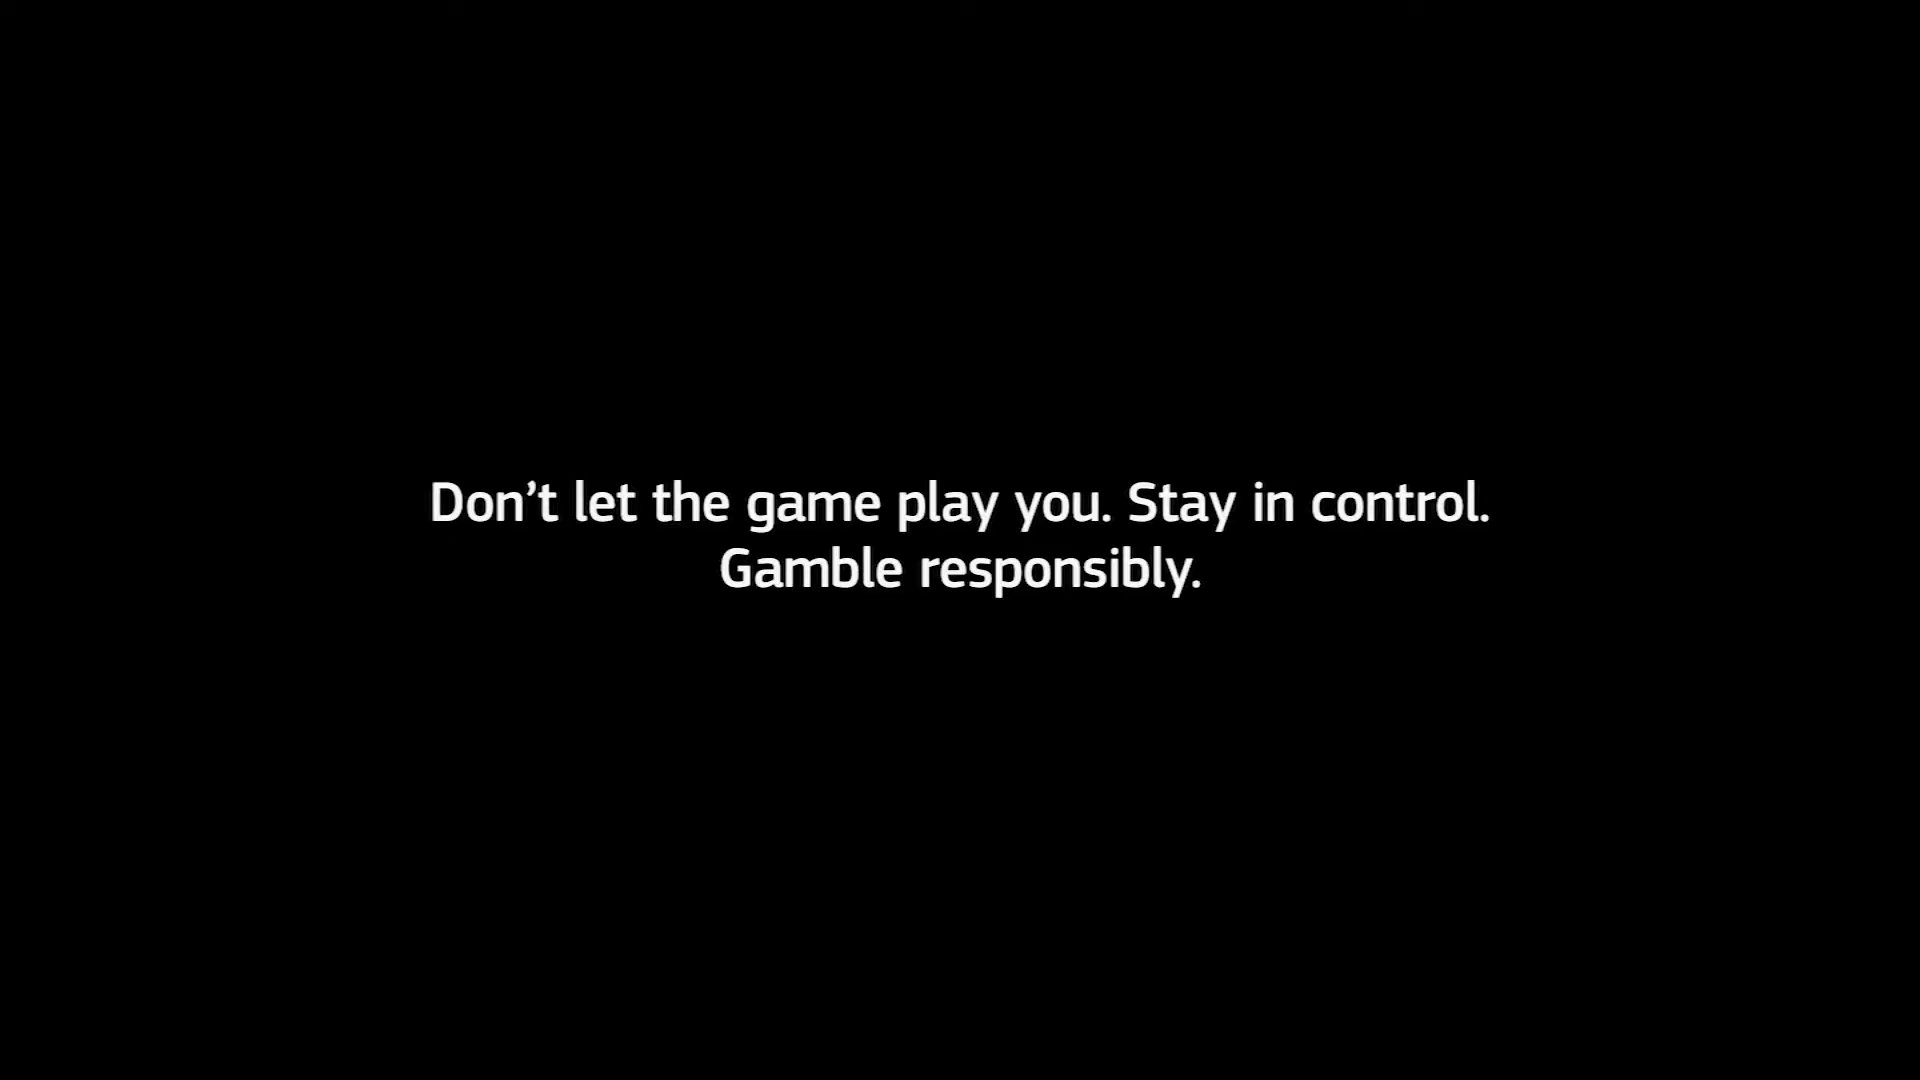 Don’t let the game play you. Stay in control.
Gamble responsibly.